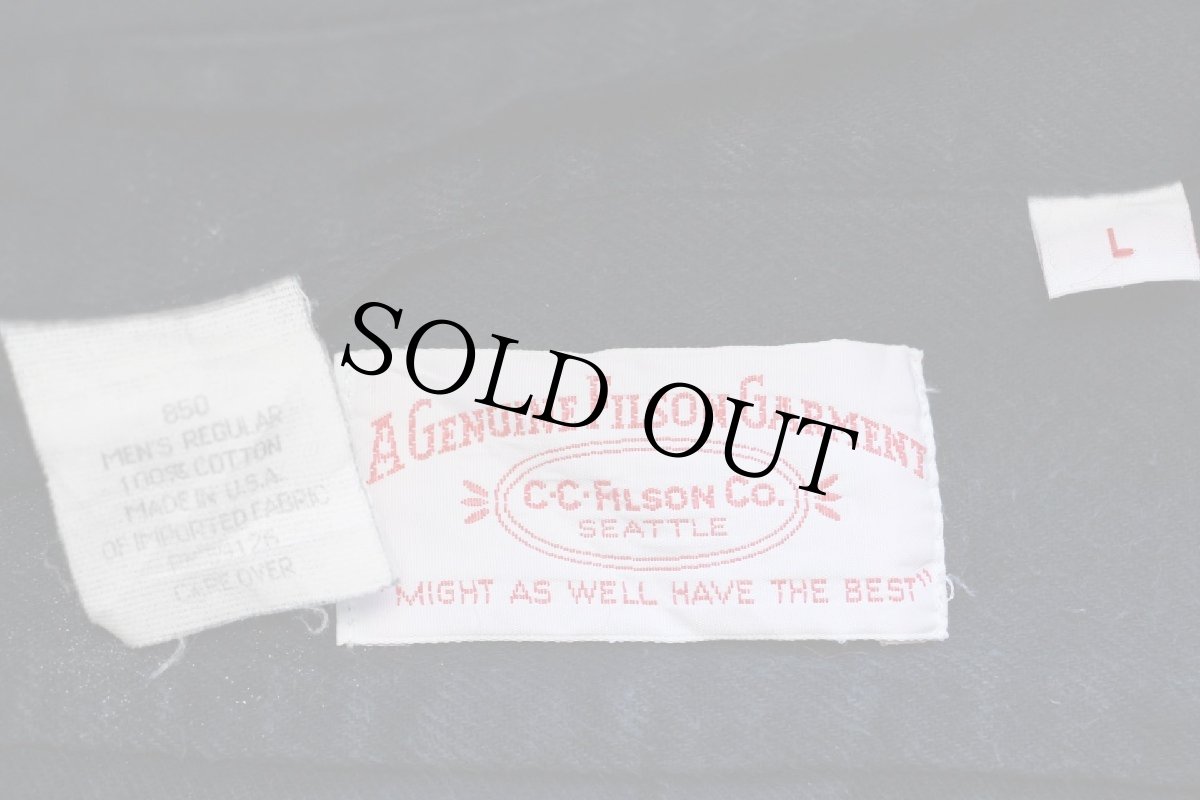 L
SOLD OUT
A GENUINE FILSON GARMENT
C·C·FILSON CO.
SEATTLE
"MIGHT AS WELL HAVE THE BEST"
850
MEN'S REGULAR
100% COTTON
MADE IN U.S.A.
OF IMPORTED FABRIC
OVER